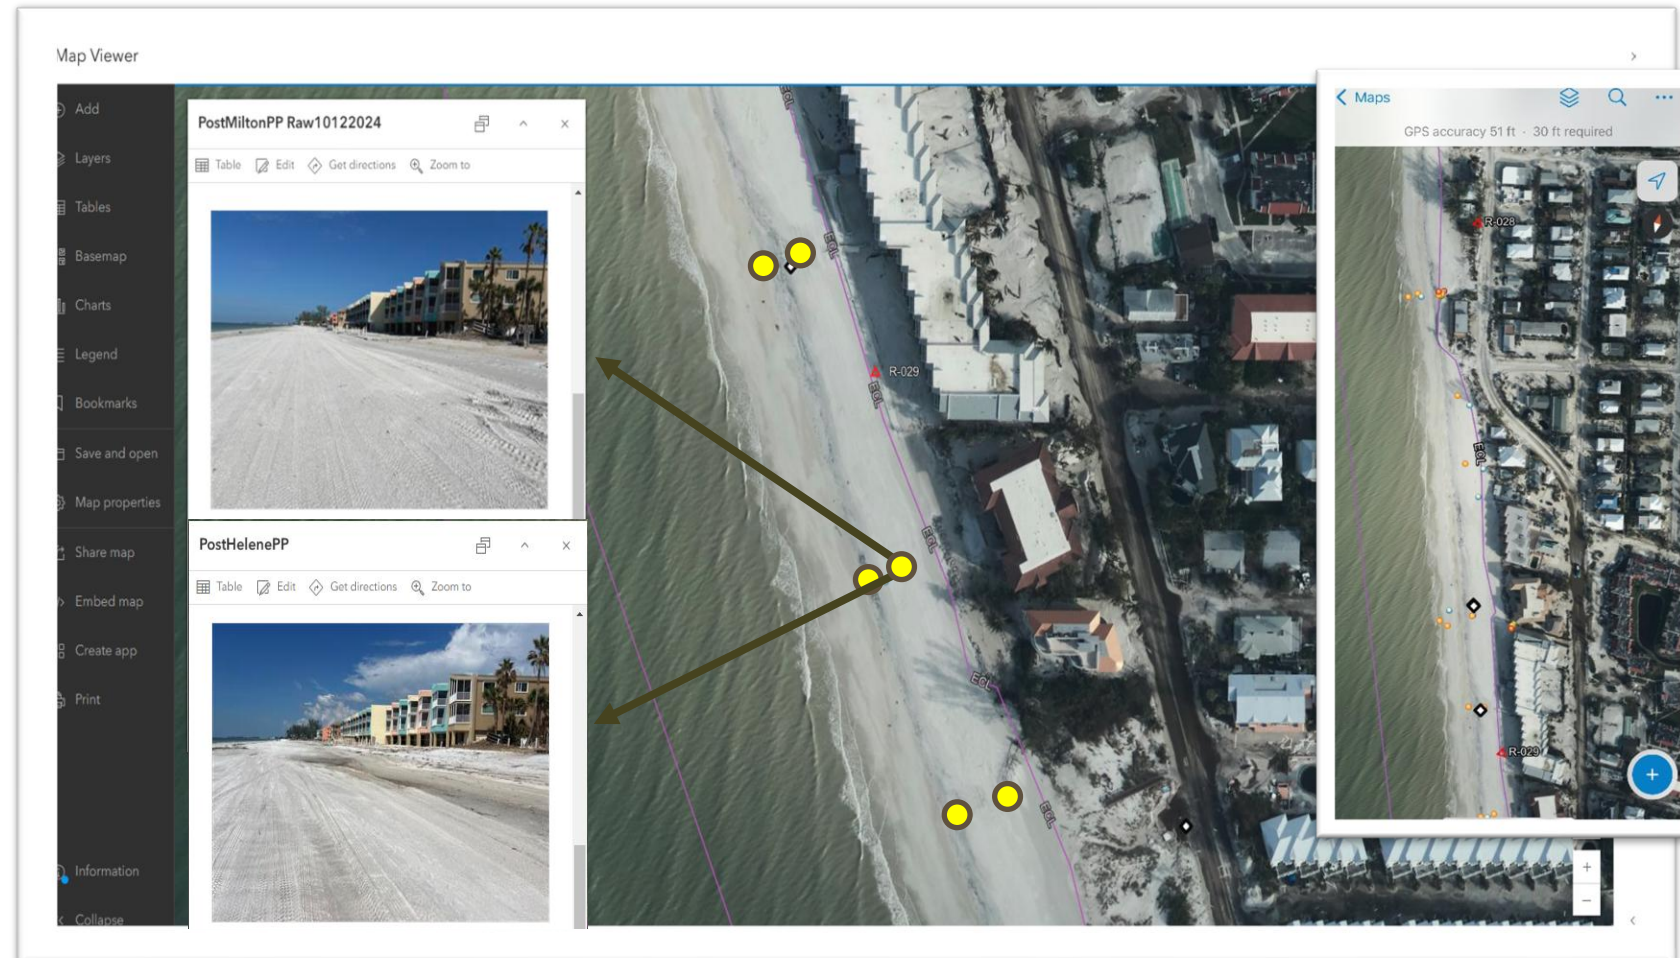 Map Viewer
Add
Layers
Tables
Basemap
Charts
Legend
Bookmarks
Save and open
Map properties
Share map
Embed map
Create app
Print
Information
Collapse
PostMiltonPP Raw10122024
Table Edit Get directions Zoom to
PostHelenePP
Table Edit Get directions Zoom to
ECL
ECL
R-029
ECL
ECL
ECL
ECL
Maps
GPS accuracy 51 ft · 30 ft required
R-028
ECL
R-029